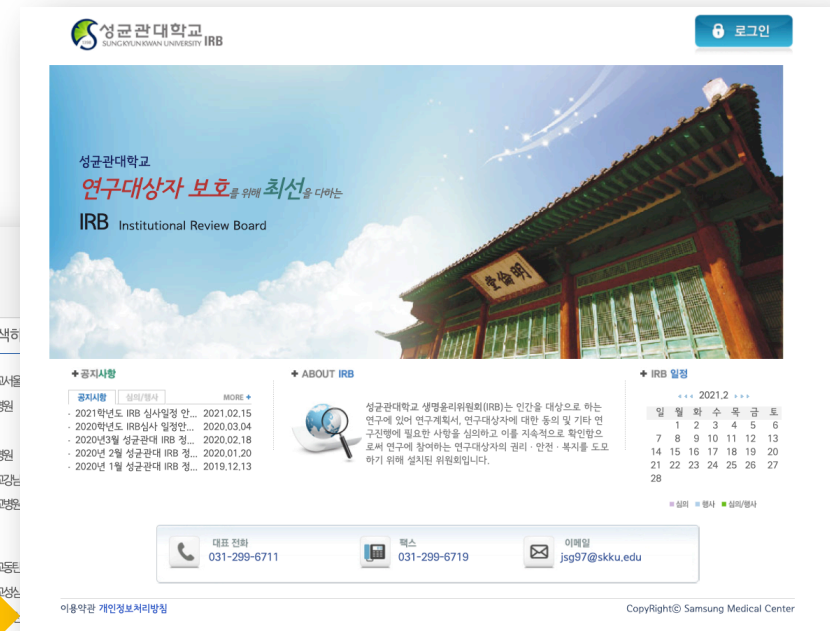 성균관대학교 IRB
SUNGKYUNKWAN UNIVERSITY
로그인
성균관대학교
연구대상자 보호를 위해 최선을 다하는
IRB Institutional Review Board
明倫堂
공지사항
공지사항 심의/행사 MORE +
· 2021학년도 IRB 심사일정 안... 2021.02.15
· 2020학년도 IRB심사 일정안... 2020.03.04
· 2020년3월 성균관대 IRB 정... 2020.02.18
· 2020년 2월 성균관대 IRB 정... 2020.01.20
· 2020년 1월 성균관대 IRB 정... 2019.12.13
ABOUT IRB
성균관대학교 생명윤리위원회(IRB)는 인간을 대상으로 하는
연구에 있어 연구계획서, 연구대상자에 대한 동의 및 기타 연
구진행에 필요한 사항을 심의하고 이를 지속적으로 확인함으
로써 연구에 참여하는 연구대상자의 권리 · 안전 · 복지를 도모
하기 위해 설치된 위원회입니다.
IRB 일정
2021.2
일 월 화 수 목 금 토
1 2 3 4 5 6
7 8 9 10 11 12 13
14 15 16 17 18 19 20
21 22 23 24 25 26 27
28
심의 행사 심의/행사
대표 전화
031-299-6711
팩스
031-299-6719
이메일
jsg97@skku.edu
이용약관 개인정보처리방침
CopyRight© Samsung Medical Center